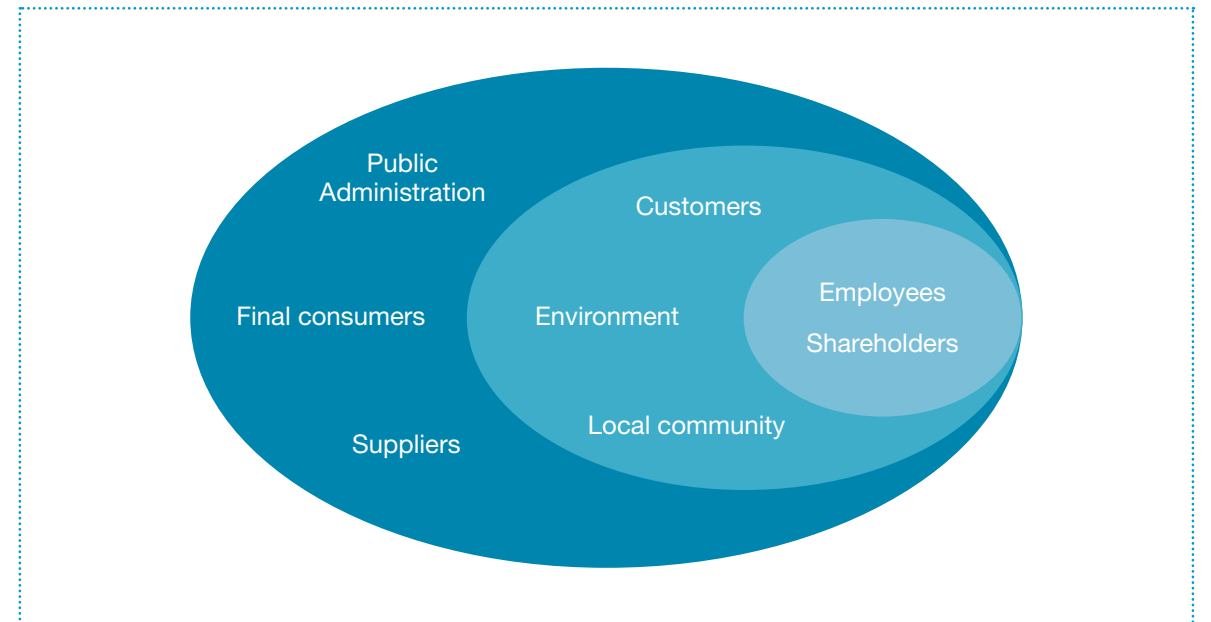 Public
Administration
Customers
Employees
Final consumers
Environment
Shareholders
Local community
Suppliers